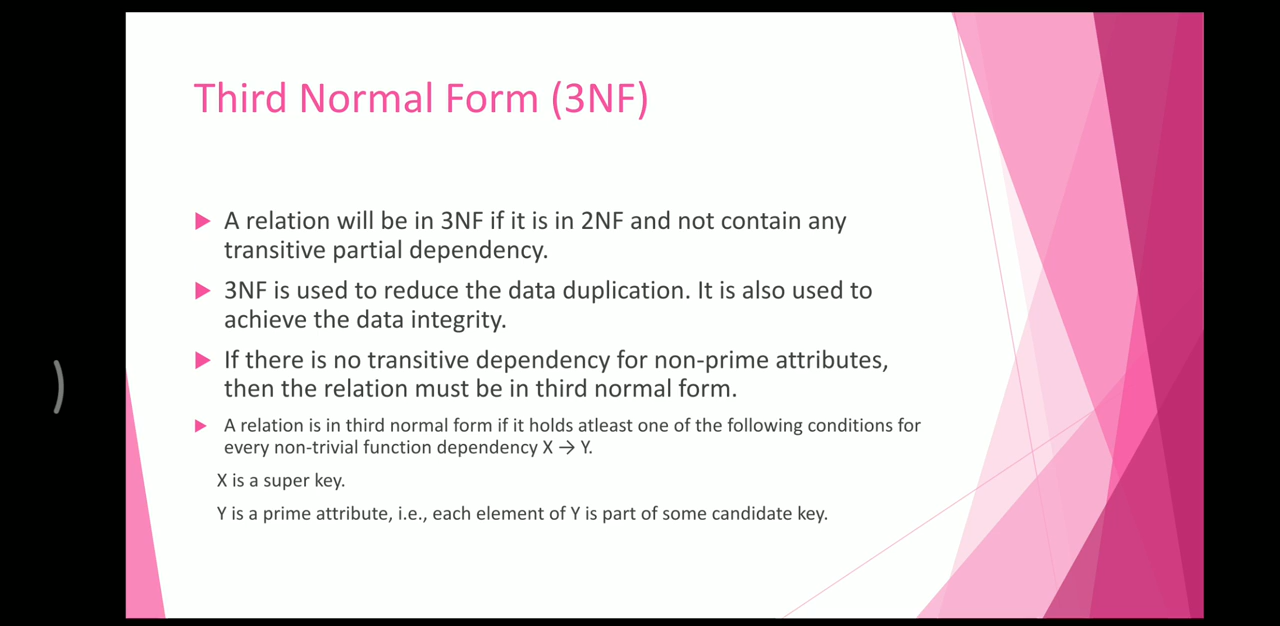 Third Normal Form (3NF)
A relation will be in 3NF if it is in 2NF and not contain any
transitive partial dependency.
3NF is used to reduce the data duplication. It is also used to
achieve the data integrity.
If there is no transitive dependency for non-prime attributes,
then the relation must be in third normal form.
A relation is in third normal form if it holds atleast one of the following conditions for
every non-trivial function dependency X → Y.
X is a super key.
Y is a prime attribute, i.e., each element of Y is part of some candidate key.